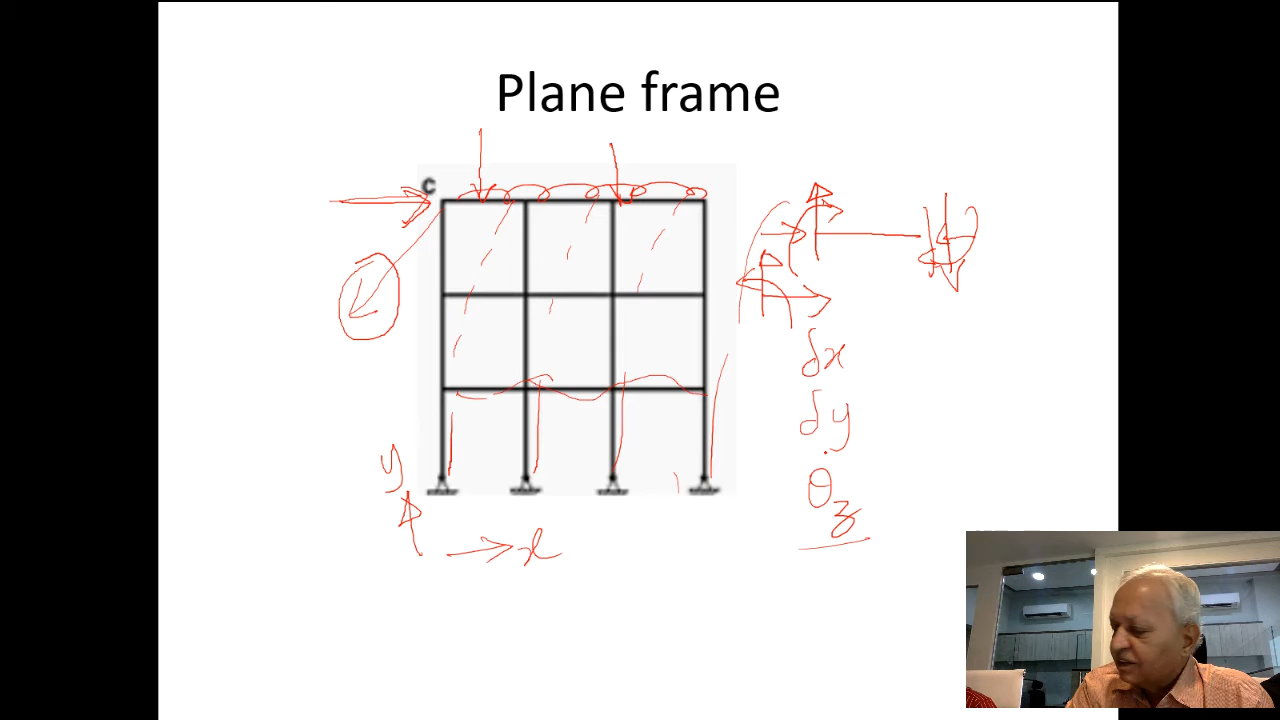 Plane frame
C
δx
δy
θz
y
x